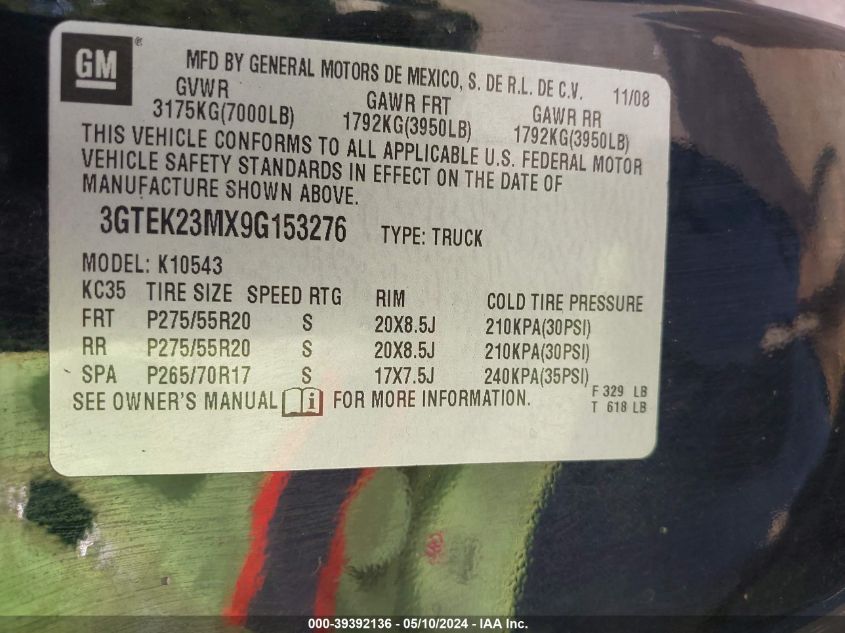 GM ® MFD BY GENERAL MOTORS DE MEXICO, S. DE R.L. DE C.V. 11/08
GVWR GAWR FRT GAWR RR
3175KG(7000LB) 1792KG(3950LB) 1792KG(3950LB)
THIS VEHICLE CONFORMS TO ALL APPLICABLE U.S. FEDERAL MOTOR
VEHICLE SAFETY STANDARDS IN EFFECT ON THE DATE OF
MANUFACTURE SHOWN ABOVE.
3GTEK23MX9G153276 TYPE: TRUCK
MODEL: K10543
KC35 TIRE SIZE SPEED RTG RIM COLD TIRE PRESSURE
FRT P275/55R20 S 20X8.5J 210KPA(30PSI)
RR P275/55R20 S 20X8.5J 210KPA(30PSI)
SPA P265/70R17 S 17X7.5J 240KPA(35PSI)
SEE OWNER'S MANUAL i FOR MORE INFORMATION.
F 329 LB
T 618 LB
000-39392136 - 05/10/2024 - IAA Inc.